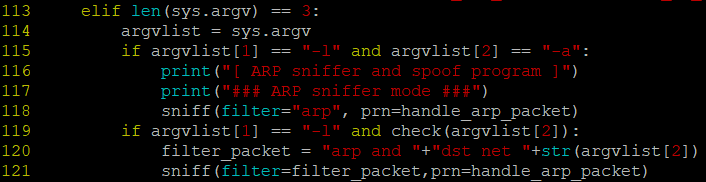 113     elif len(sys.argv) == 3:
114         argvlist = sys.argv
115         if argvlist[1] == "-l" and argvlist[2] == "-a":
116             print("[ ARP sniffer and spoof program ]")
117             print("### ARP sniffer mode ###")
118             sniff(filter="arp", prn=handle_arp_packet)
119         if argvlist[1] == "-l" and check(argvlist[2]):
120             filter_packet = "arp and "+"dst net "+str(argvlist[2])
121             sniff(filter=filter_packet,prn=handle_arp_packet)